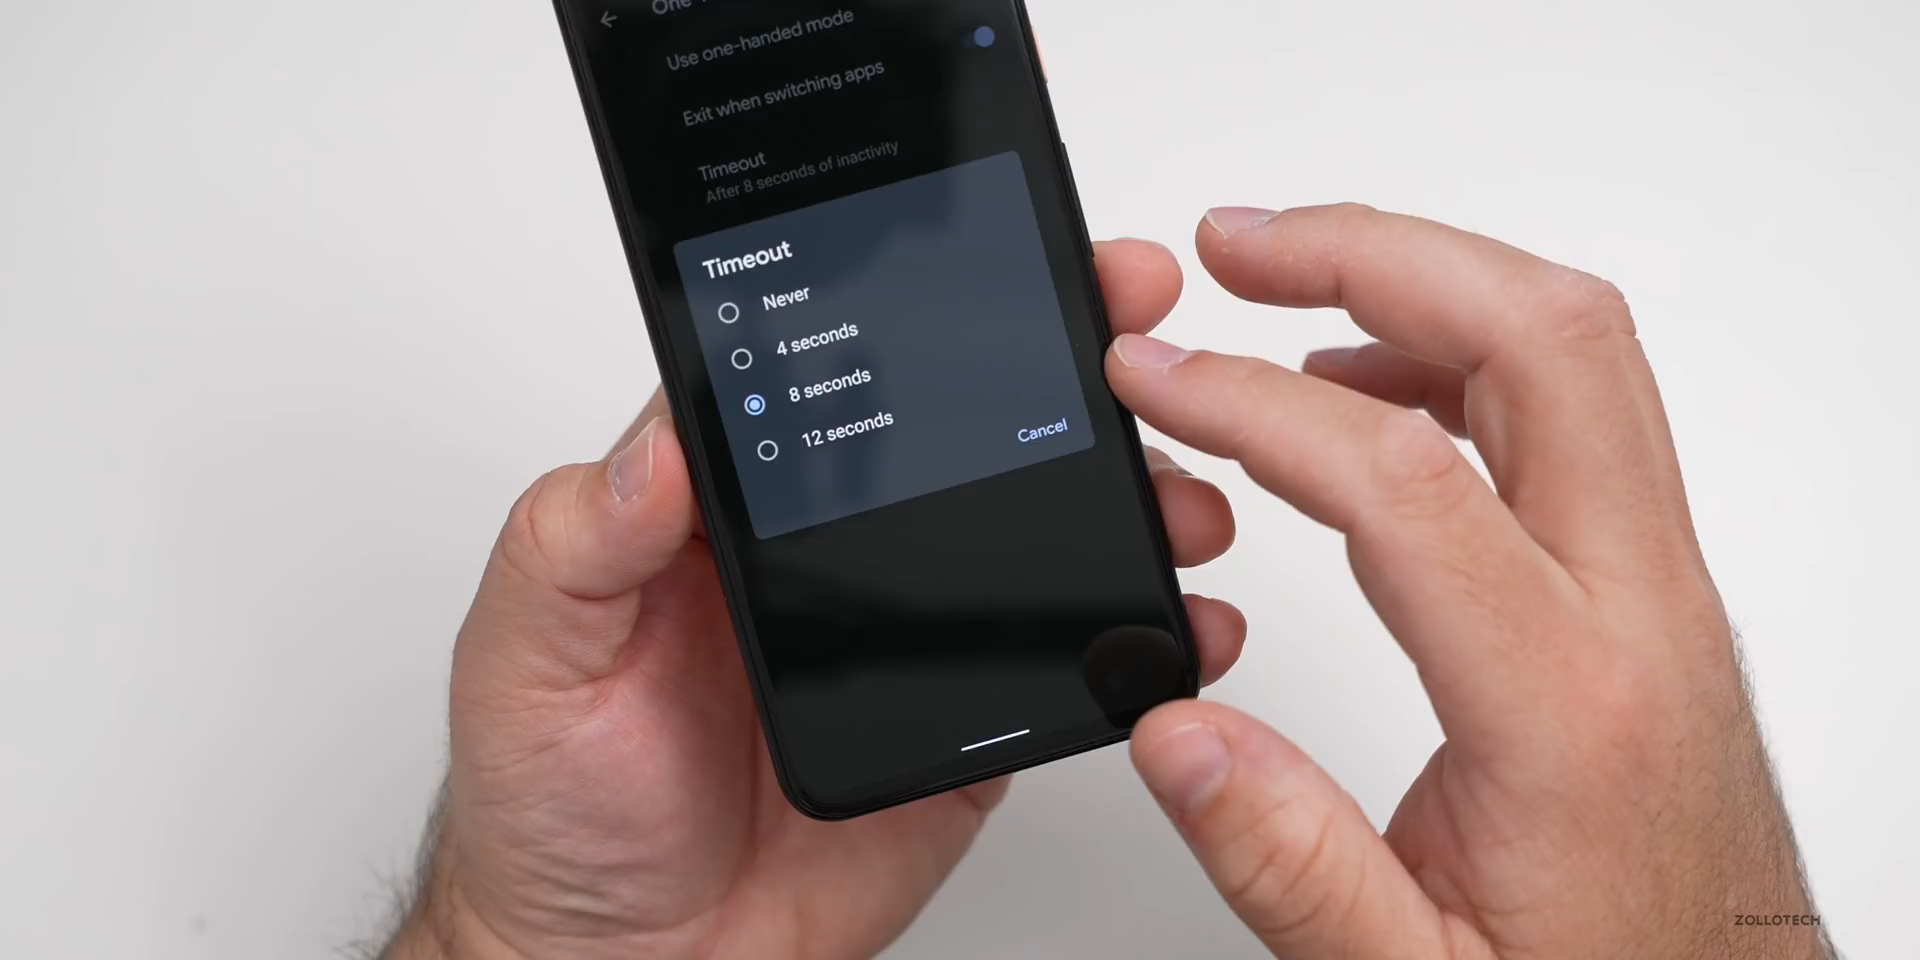 Use one-handed mode
Exit when switching apps
Timeout
After 8 seconds of inactivity
Timeout
Never
4 seconds
8 seconds
12 seconds
Cancel
ZOLLOTECH